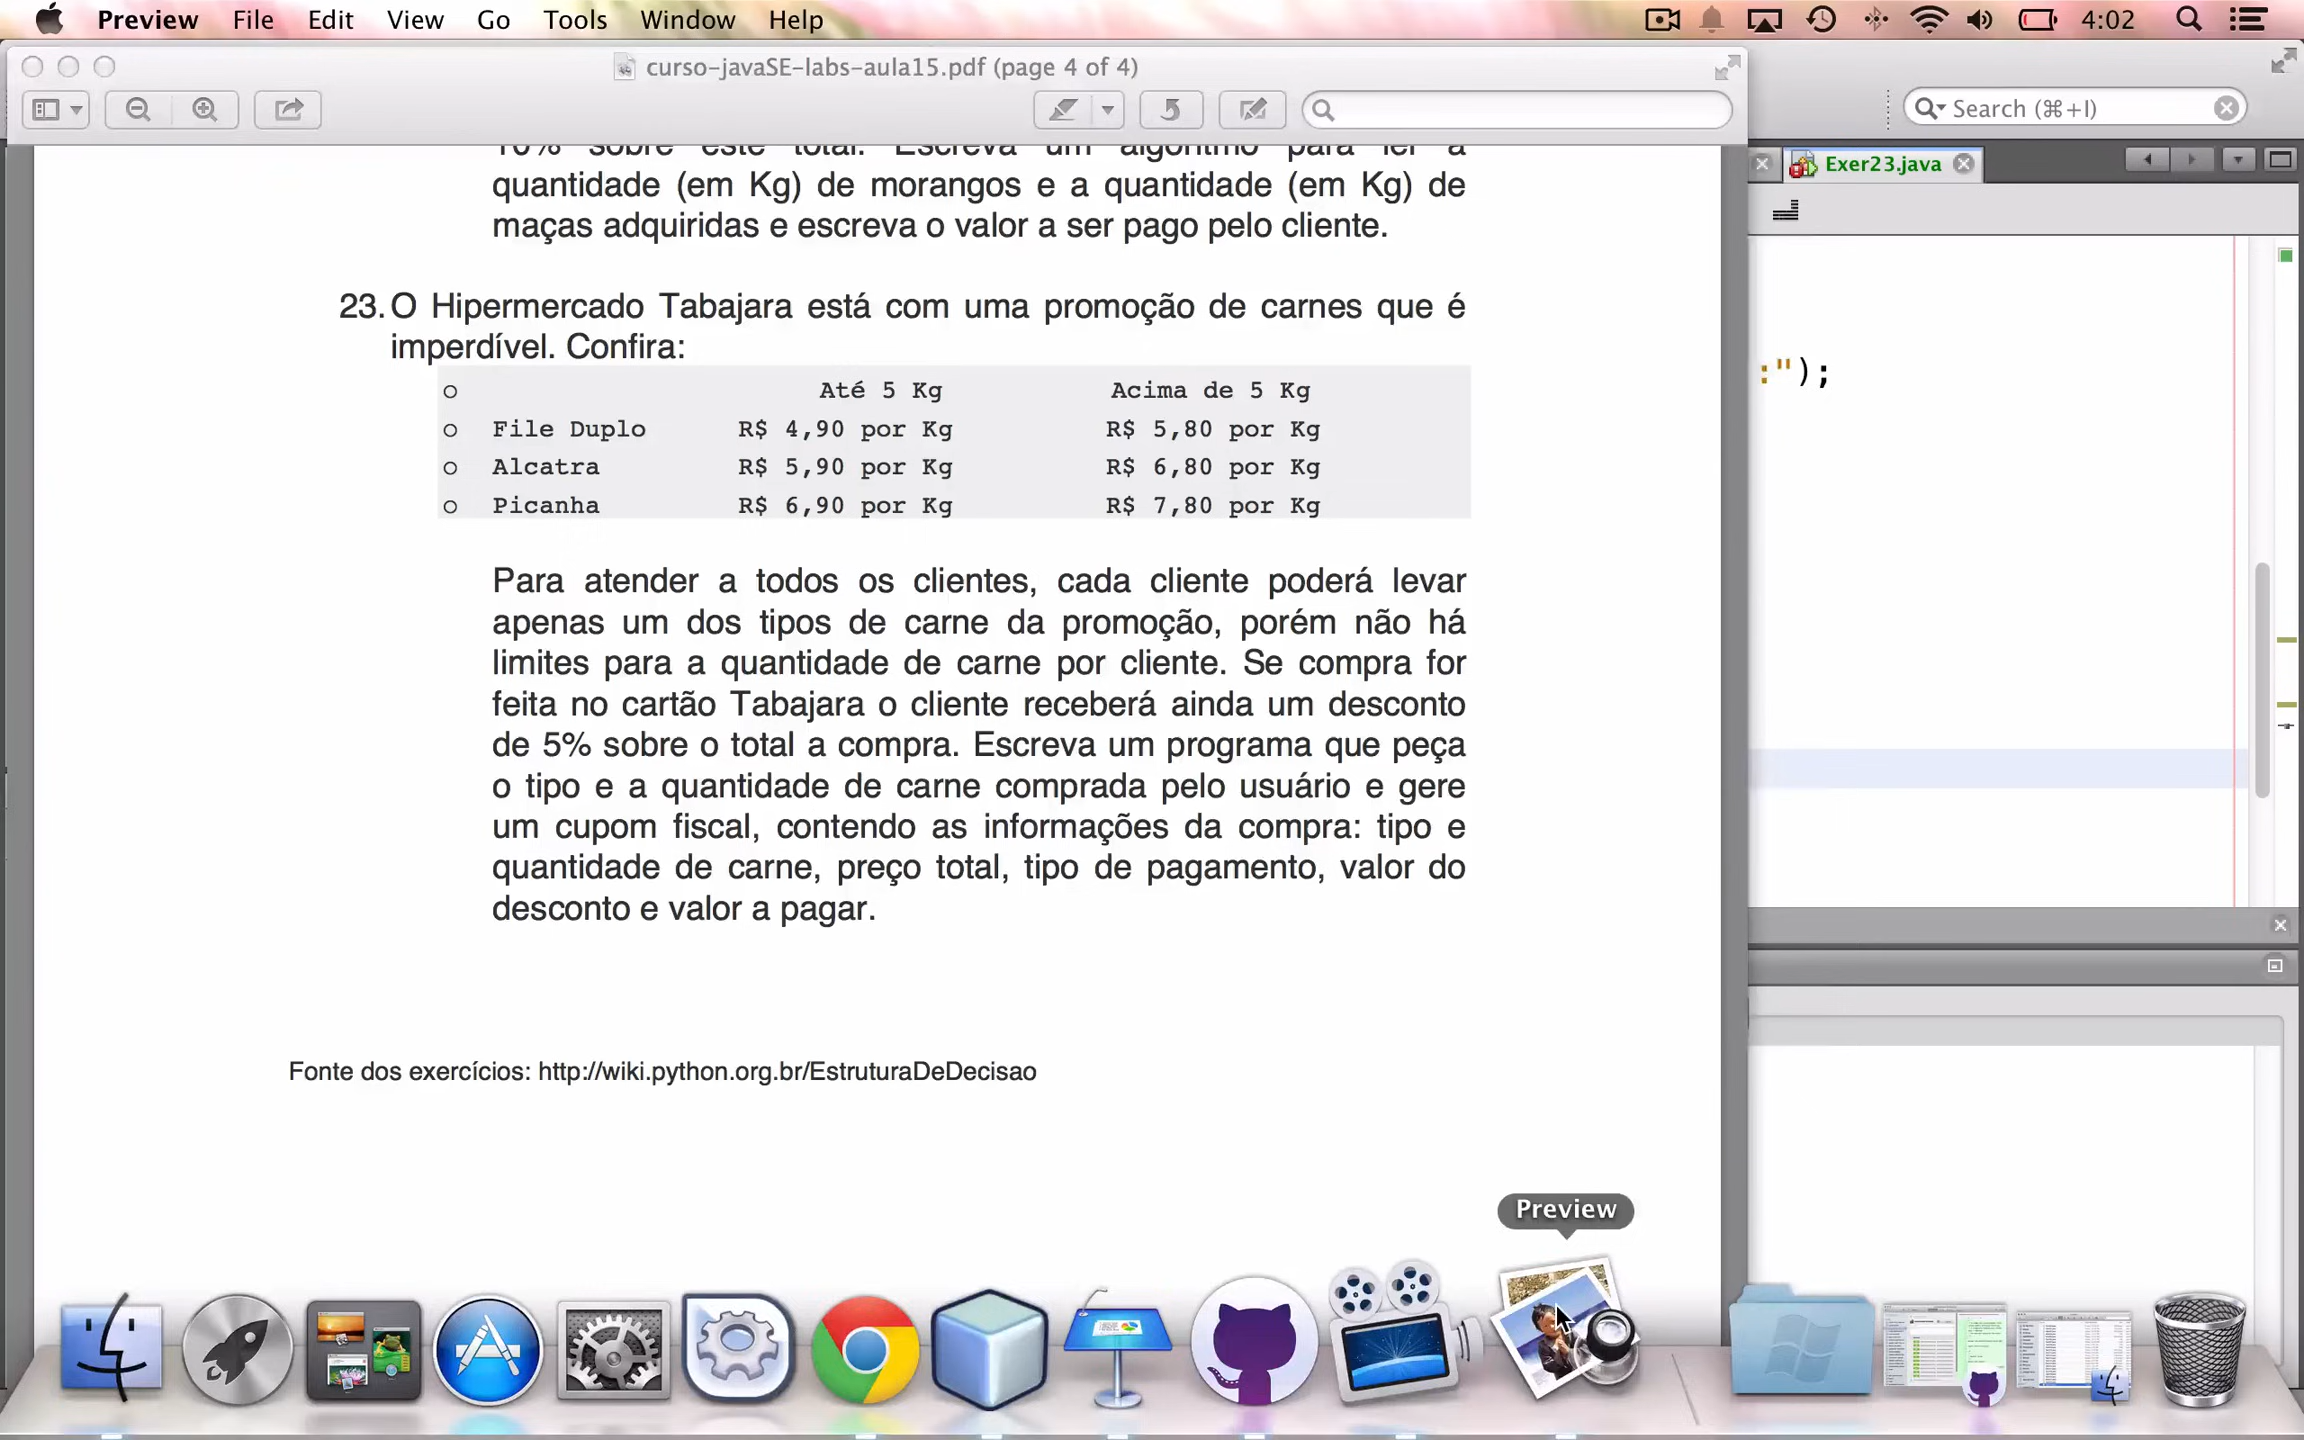 Preview File Edit View Go Tools Window Help 4:02
curso-javaSE-labs-aula15.pdf (page 4 of 4)
Search (⌘+I)
Exer23.java
10% sobre este total. Escreva um algoritmo para ler a
quantidade (em Kg) de morangos e a quantidade (em Kg) de
maças adquiridas e escreva o valor a ser pago pelo cliente.
23. O Hipermercado Tabajara está com uma promoção de carnes que é
imperdível. Confira:
o Até 5 Kg Acima de 5 Kg
o File Duplo R$ 4,90 por Kg R$ 5,80 por Kg
o Alcatra R$ 5,90 por Kg R$ 6,80 por Kg
o Picanha R$ 6,90 por Kg R$ 7,80 por Kg
:");
Para atender a todos os clientes, cada cliente poderá levar
apenas um dos tipos de carne da promoção, porém não há
limites para a quantidade de carne por cliente. Se compra for
feita no cartão Tabajara o cliente receberá ainda um desconto
de 5% sobre o total a compra. Escreva um programa que peça
o tipo e a quantidade de carne comprada pelo usuário e gere
um cupom fiscal, contendo as informações da compra: tipo e
quantidade de carne, preço total, tipo de pagamento, valor do
desconto e valor a pagar.
Fonte dos exercícios: http://wiki.python.org.br/EstruturaDeDecisao
Preview